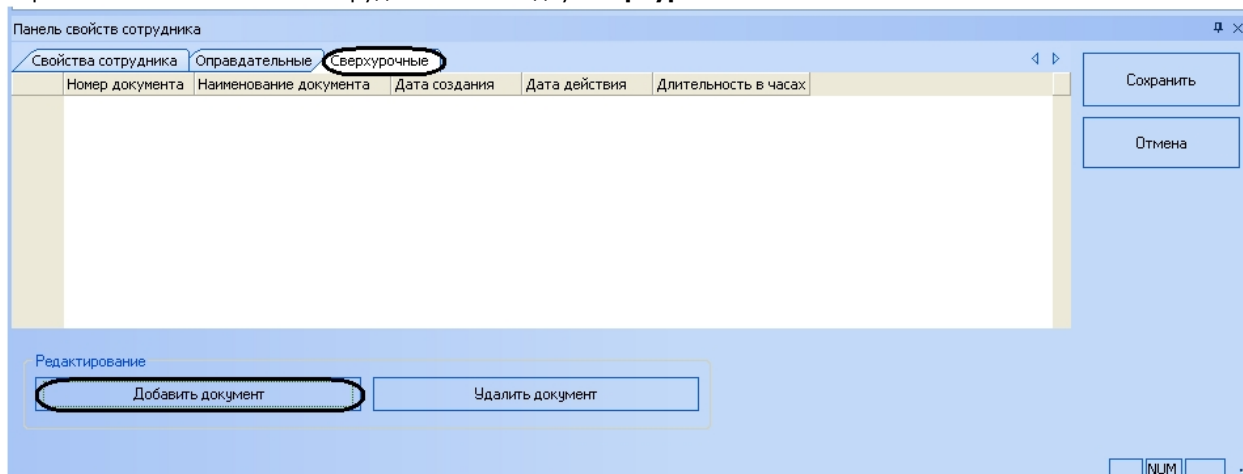 Панель свойств сотрудника
Свойства сотрудника Оправдательные Сверхурочные
Номер документа Наименование документа Дата создания Дата действия Длительность в часах
Сохранить
Отмена
Редактирование
Добавить документ Удалить документ
NUM